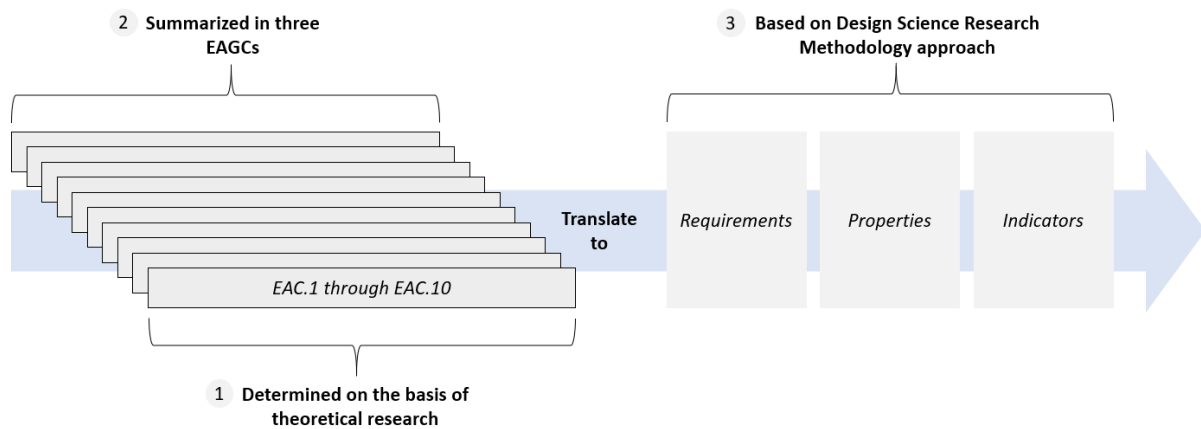 2 Summarized in three
EAGCs
3 Based on Design Science Research
Methodology approach
Translate
to
Requirements
Properties
Indicators
EAC.1 through EAC.10
1 Determined on the basis of
theoretical research